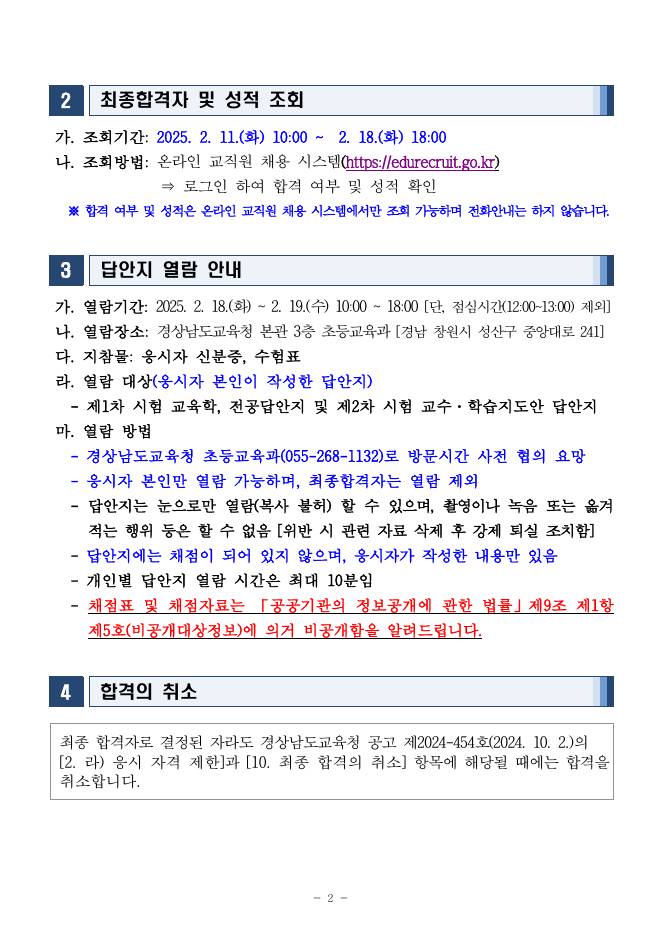 2 최종합격자 및 성적 조회
가. 조회기간: 2025. 2. 11.(화) 10:00 ~ 2. 18.(화) 18:00
나. 조회방법: 온라인 교직원 채용 시스템(https://edurecruit.go.kr)
⇒ 로그인 하여 합격 여부 및 성적 확인
※ 합격 여부 및 성적은 온라인 교직원 채용 시스템에서만 조회 가능하며 전화안내는 하지 않습니다.
3 답안지 열람 안내
가. 열람기간: 2025. 2. 18.(화) ~ 2. 19.(수) 10:00 ~ 18:00 [단, 점심시간(12:00~13:00) 제외]
나. 열람장소: 경상남도교육청 본관 3층 초등교육과 [경남 창원시 성산구 중앙대로 241]
다. 지참물: 응시자 신분증, 수험표
라. 열람 대상(응시자 본인이 작성한 답안지)
- 제1차 시험 교육학, 전공답안지 및 제2차 시험 교수·학습지도안 답안지
마. 열람 방법
- 경상남도교육청 초등교육과(055-268-1132)로 방문시간 사전 협의 요망
- 응시자 본인만 열람 가능하며, 최종합격자는 열람 제외
- 답안지는 눈으로만 열람(복사 불허) 할 수 있으며, 촬영이나 녹음 또는 옮겨
적는 행위 등은 할 수 없음 [위반 시 관련 자료 삭제 후 강제 퇴실 조치함]
- 답안지에는 채점이 되어 있지 않으며, 응시자가 작성한 내용만 있음
- 개인별 답안지 열람 시간은 최대 10분임
- 채점표 및 채점자료는 「공공기관의 정보공개에 관한 법률」제9조 제1항
제5호(비공개대상정보)에 의거 비공개함을 알려드립니다.
4 합격의 취소
최종 합격자로 결정된 자라도 경상남도교육청 공고 제2024-454호(2024. 10. 2.)의
[2. 라) 응시 자격 제한]과 [10. 최종 합격의 취소] 항목에 해당될 때에는 합격을
취소합니다.
- 2 -